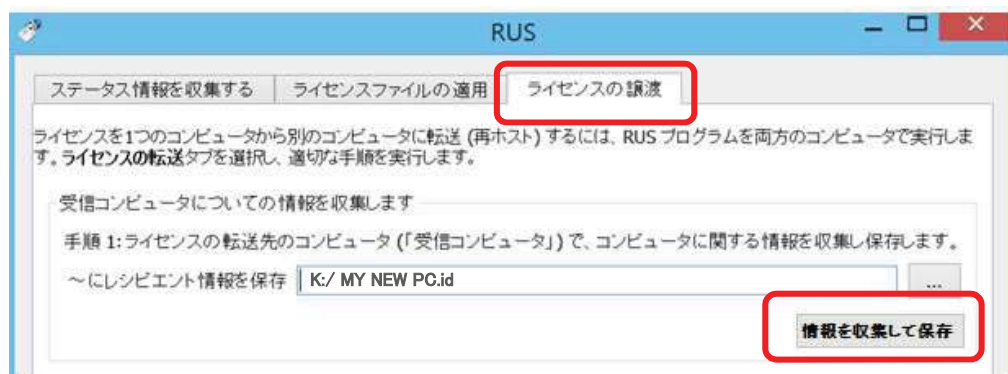 RUS
ステータス情報を収集する ライセンスファイルの適用 ライセンスの譲渡
ライセンスを1つのコンピュータから別のコンピュータに転送 (再ホスト) するには、RUS プログラムを両方のコンピュータで実行しま
す。ライセンスの転送タブを選択し、適切な手順を実行します。
受信コンピュータについての情報を収集します
手順 1:ライセンスの転送先のコンピュータ (「受信コンピュータ」) で、コンピュータに関する情報を収集し保存します。
～にレシピエント情報を保存 K:/ MY NEW PC.id ...
情報を収集して保存